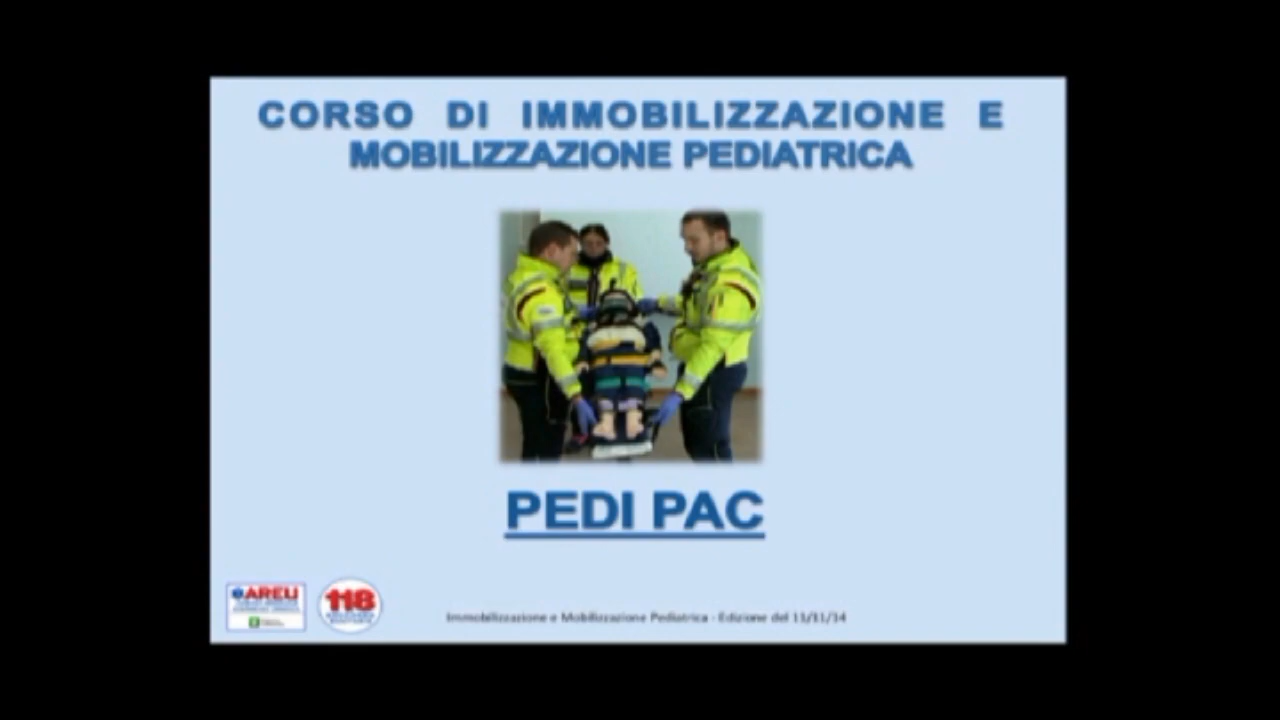 CORSO DI IMMOBILIZZAZIONE E
MOBILIZZAZIONE PEDIATRICA
PEDI PAC
AREU
118
Immobilizzazione e Mobilizzazione Pediatrica - Edizione del 11/11/14